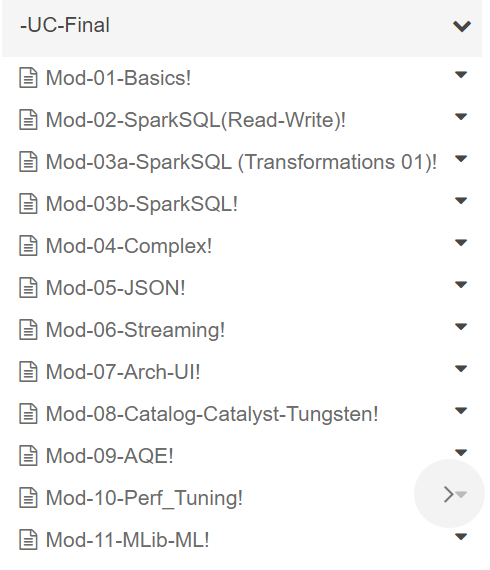 -UC-Final
Mod-01-Basics!
Mod-02-SparkSQL(Read-Write)!
Mod-03a-SparkSQL (Transformations 01)!
Mod-03b-SparkSQL!
Mod-04-Complex!
Mod-05-JSON!
Mod-06-Streaming!
Mod-07-Arch-UI!
Mod-08-Catalog-Catalyst-Tungsten!
Mod-09-AQE!
Mod-10-Perf_Tuning!
Mod-11-MLib-ML!